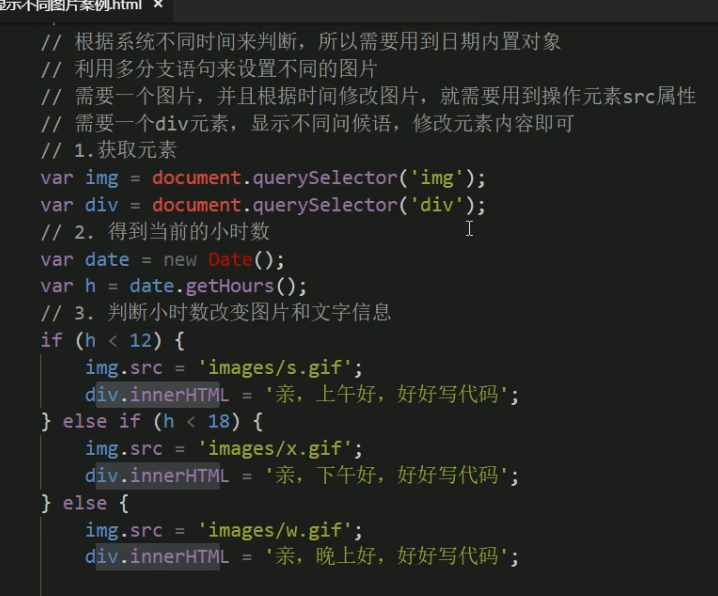 显示不同图片案例.html ×
// 根据系统不同时间来判断，所以需要用到日期内置对象
// 利用多分支语句来设置不同的图片
// 需要一个图片，并且根据时间修改图片，就需要用到操作元素src属性
// 需要一个div元素，显示不同问候语，修改元素内容即可
// 1.获取元素
var img = document.querySelector('img');
var div = document.querySelector('div');
// 2. 得到当前的小时数
var date = new Date();
var h = date.getHours();
// 3. 判断小时数改变图片和文字信息
if (h < 12) {
img.src = 'images/s.gif';
div.innerHTML = '亲，上午好，好好写代码';
} else if (h < 18) {
img.src = 'images/x.gif';
div.innerHTML = '亲，下午好，好好写代码';
} else {
img.src = 'images/w.gif';
div.innerHTML = '亲，晚上好，好好写代码';